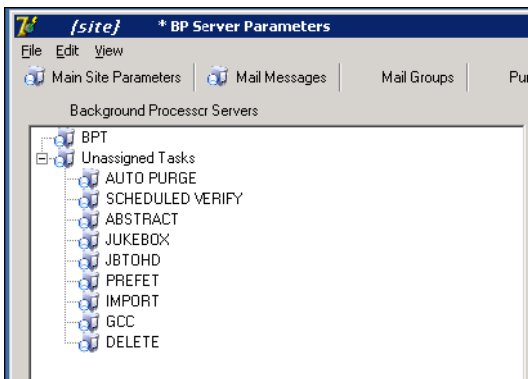 {site} * BP Server Parameters
File Edit View
Main Site Parameters Mail Messages Mail Groups Pur
Background Processor Servers
BPT
Unassigned Tasks
AUTO PURGE
SCHEDULED VERIFY
ABSTRACT
JUKEBOX
JBTOHD
PREFET
IMPORT
GCC
DELETE